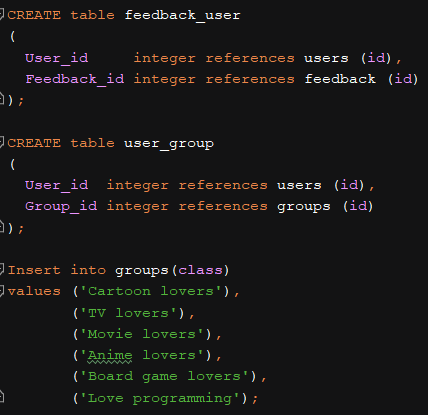 CREATE table feedback_user
(
  User_id     integer references users (id),
  Feedback_id integer references feedback (id)
);
CREATE table user_group
(
  User_id  integer references users (id),
  Group_id integer references groups (id)
);
Insert into groups(class)
values ('Cartoon lovers'),
       ('TV lovers'),
       ('Movie lovers'),
       ('Anime lovers'),
       ('Board game lovers'),
       ('Love programming');